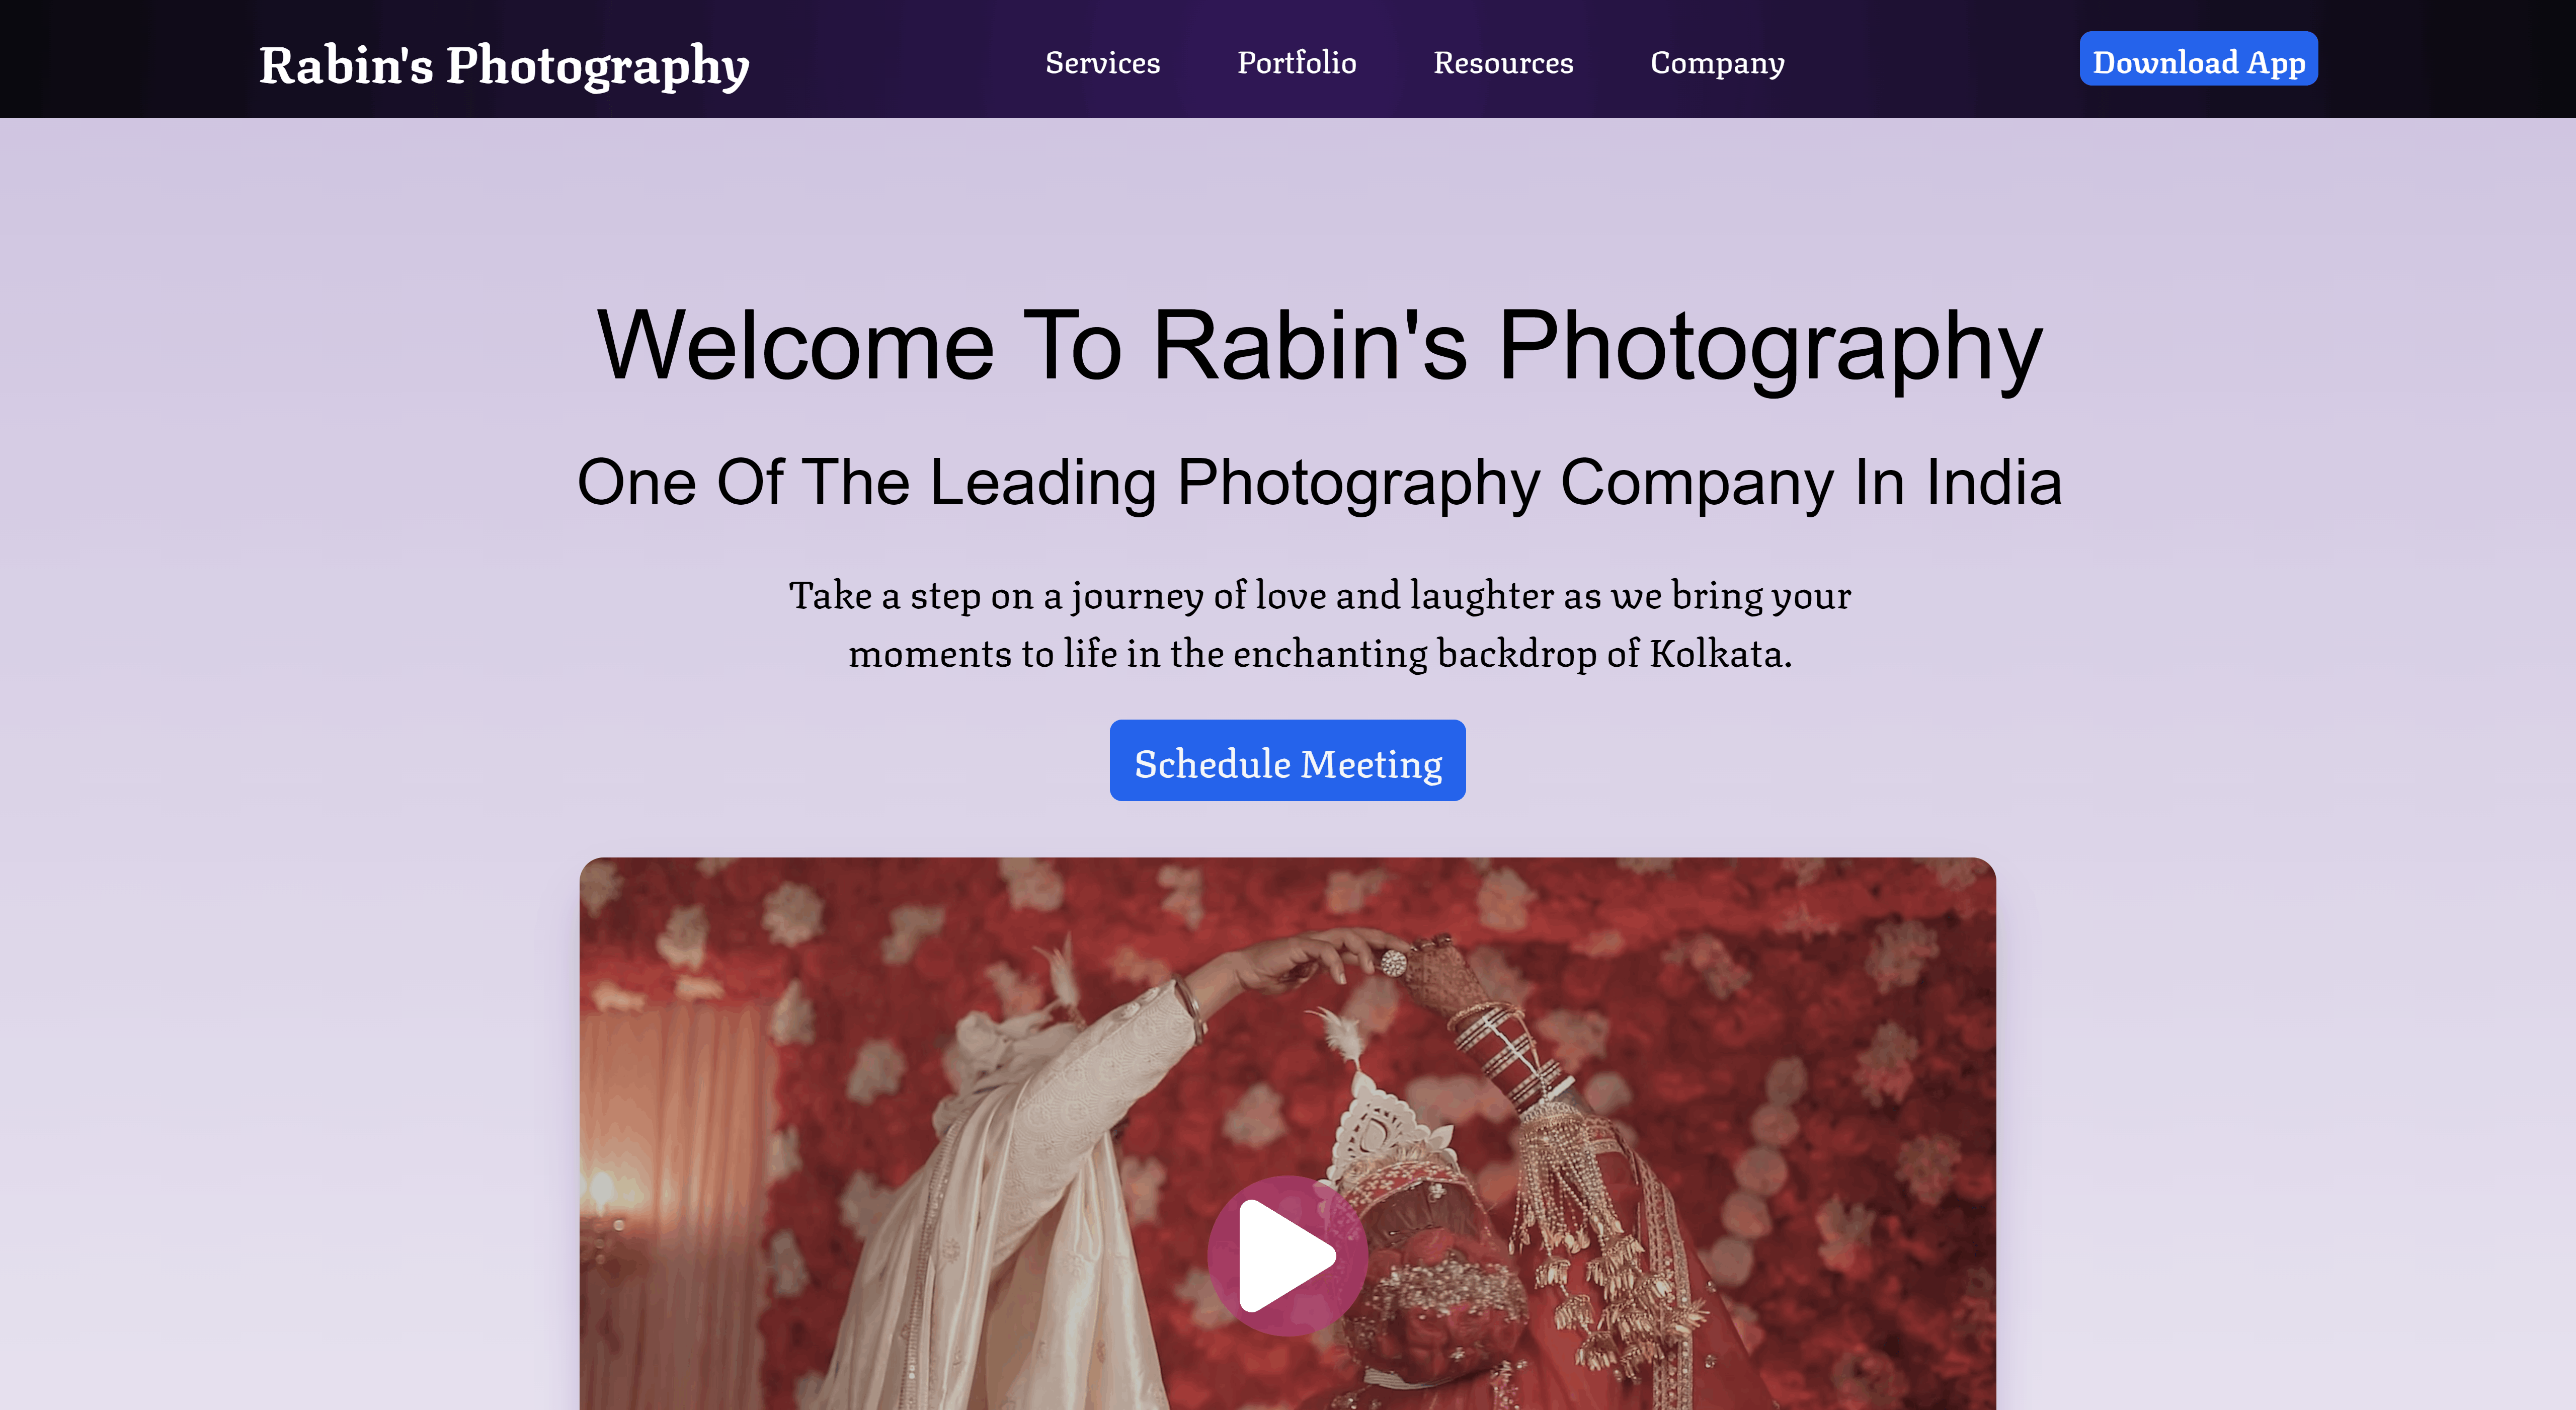 Rabin's Photography
Services
Portfolio
Resources
Company
Download App
Welcome To Rabin's Photography
One Of The Leading Photography Company In India
Take a step on a journey of love and laughter as we bring your
moments to life in the enchanting backdrop of Kolkata.
Schedule Meeting